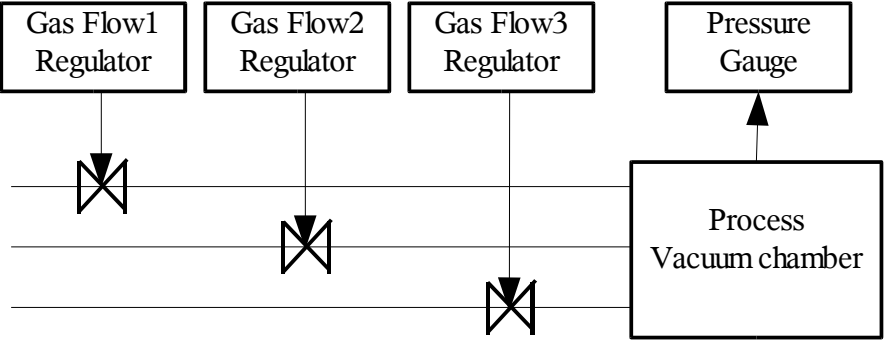 Gas Flow1
Regulator
Gas Flow2
Regulator
Gas Flow3
Regulator
Pressure
Gauge
Process
Vacuum chamber